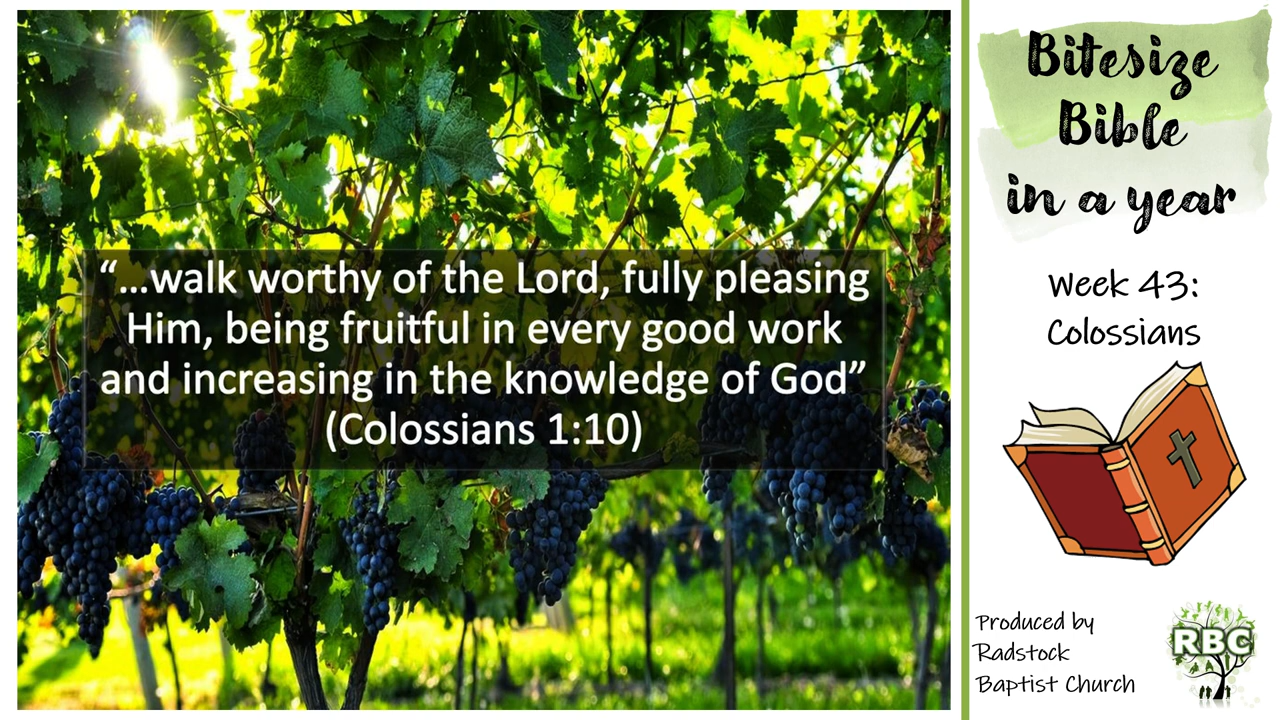 “...walk worthy of the Lord, fully pleasing
Him, being fruitful in every good work
and increasing in the knowledge of God”
(Colossians 1:10)
Bitesize
Bible
in a year
Week 43:
Colossians
Produced by
Radstock
Baptist Church
RBC